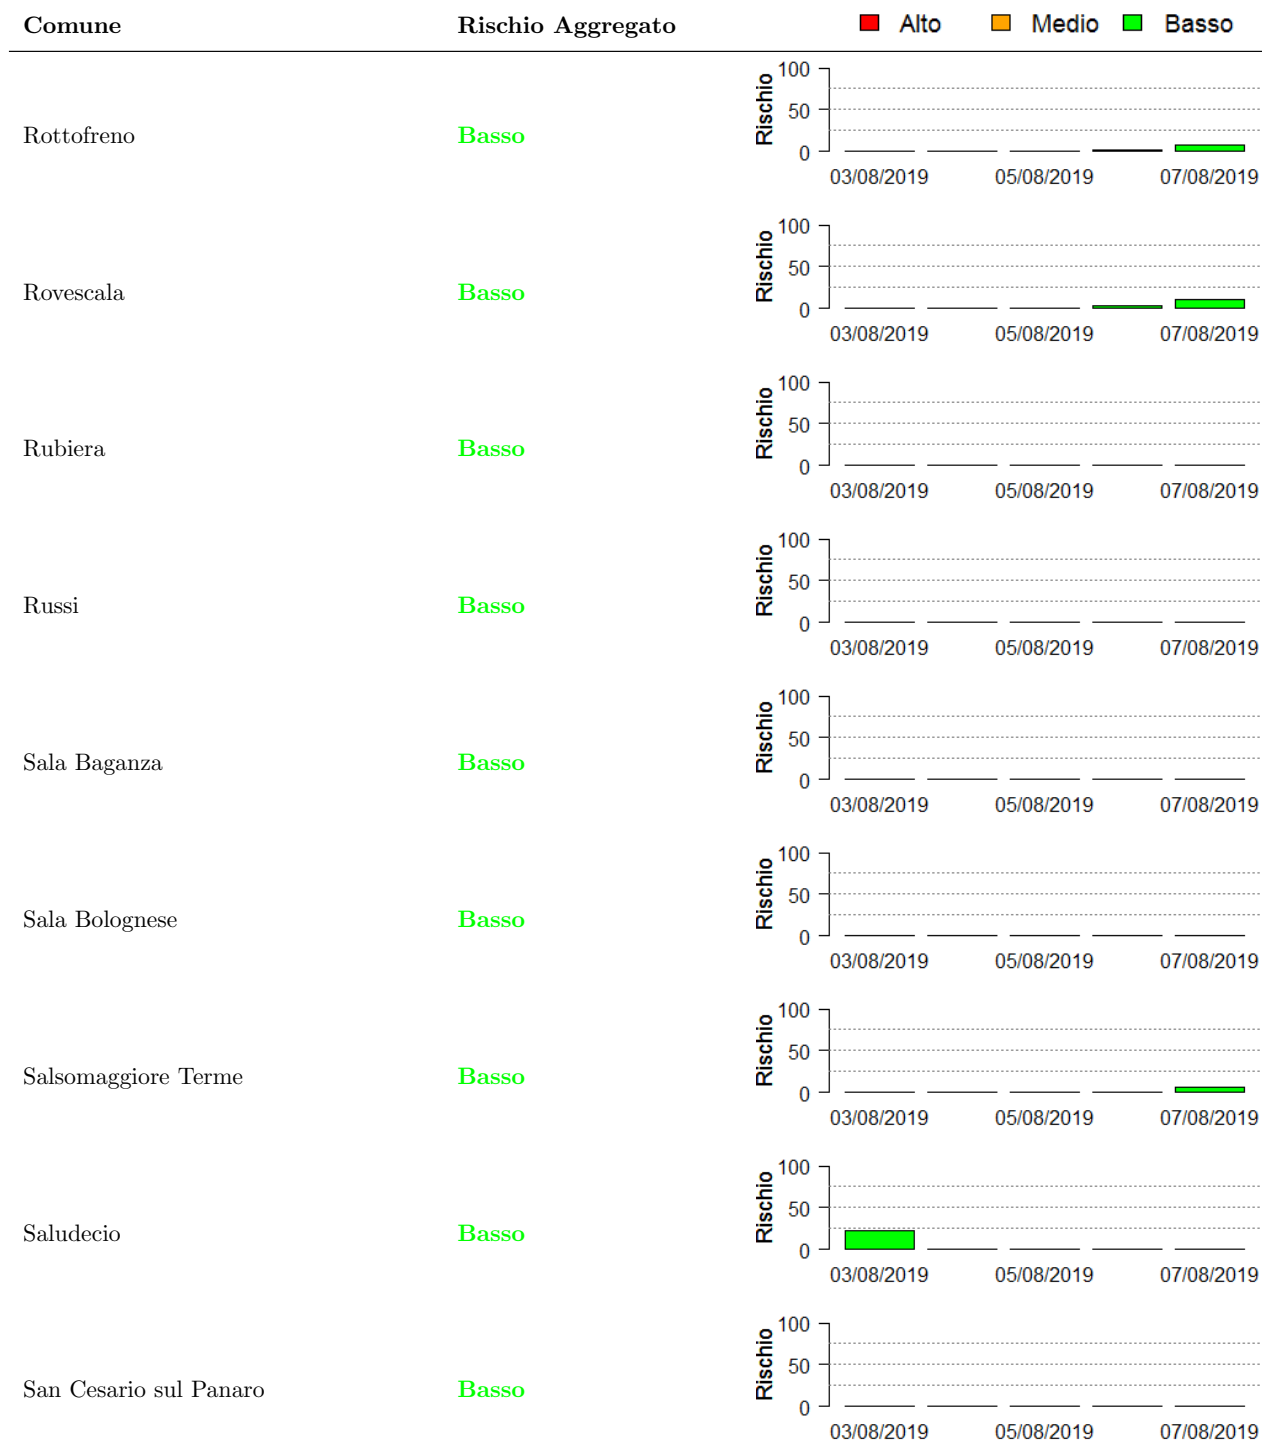 Comune Rischio Aggregato Alto Medio Basso
Rottofreno Basso
Rischio
100
50
0
03/08/2019 05/08/2019 07/08/2019
Rovescala Basso
Rischio
100
50
0
03/08/2019 05/08/2019 07/08/2019
Rubiera Basso
Rischio
100
50
0
03/08/2019 05/08/2019 07/08/2019
Russi Basso
Rischio
100
50
0
03/08/2019 05/08/2019 07/08/2019
Sala Baganza Basso
Rischio
100
50
0
03/08/2019 05/08/2019 07/08/2019
Sala Bolognese Basso
Rischio
100
50
0
03/08/2019 05/08/2019 07/08/2019
Salsomaggiore Terme Basso
Rischio
100
50
0
03/08/2019 05/08/2019 07/08/2019
Saludecio Basso
Rischio
100
50
0
03/08/2019 05/08/2019 07/08/2019
San Cesario sul Panaro Basso
Rischio
100
50
0
03/08/2019 05/08/2019 07/08/2019